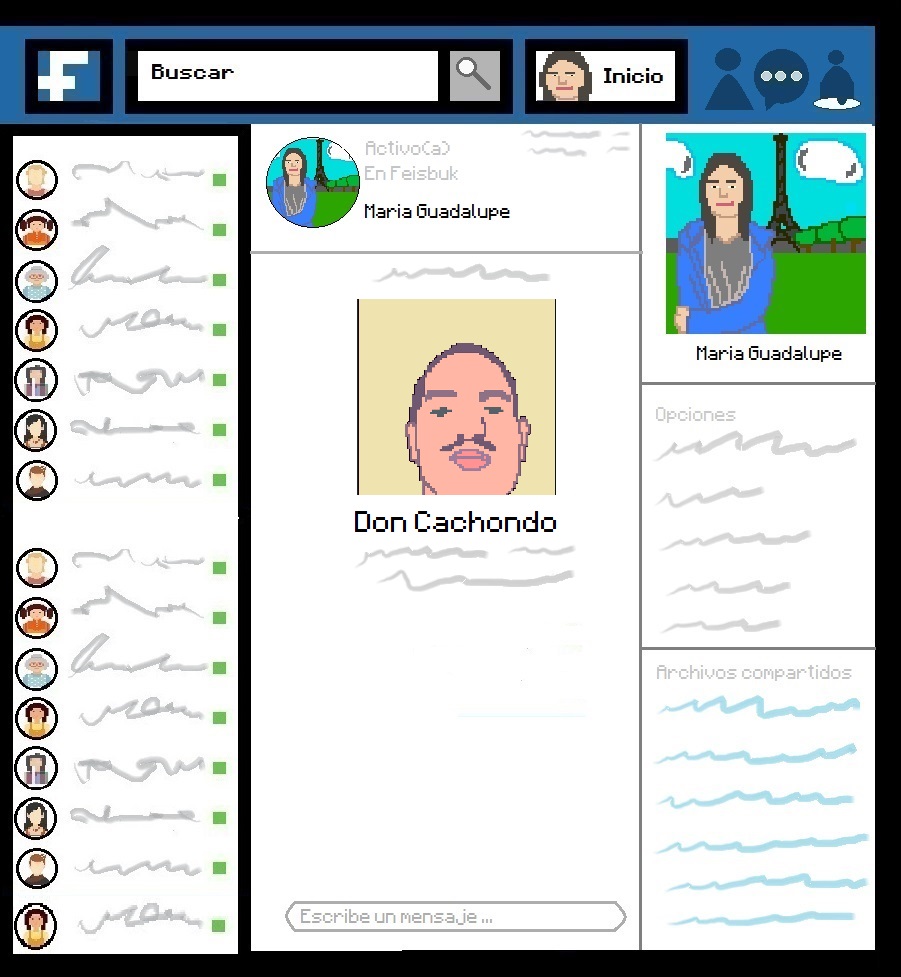 Buscar
Inicio
Activo(a)
En Feisbuk
Maria Guadalupe
Don Cachondo
Escribe un mensaje ...
Maria Guadalupe
Opciones
Archivos compartidos